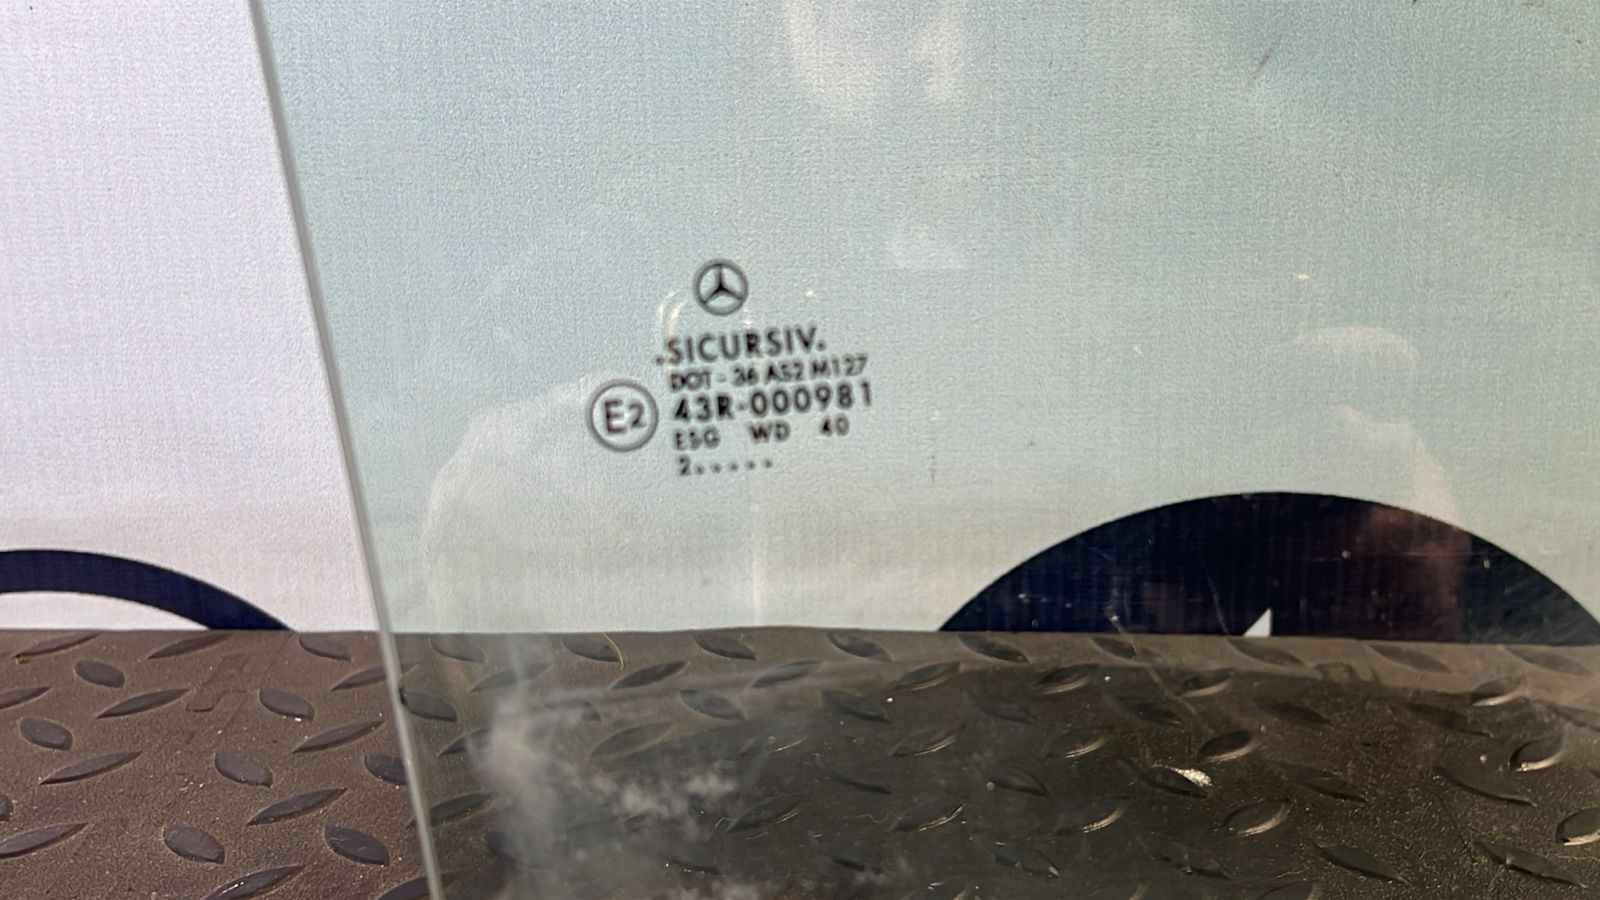 .SICURSIV.
DOT - 36 AS2 M127
E2
43R-000981
ESG WD 40
2.....